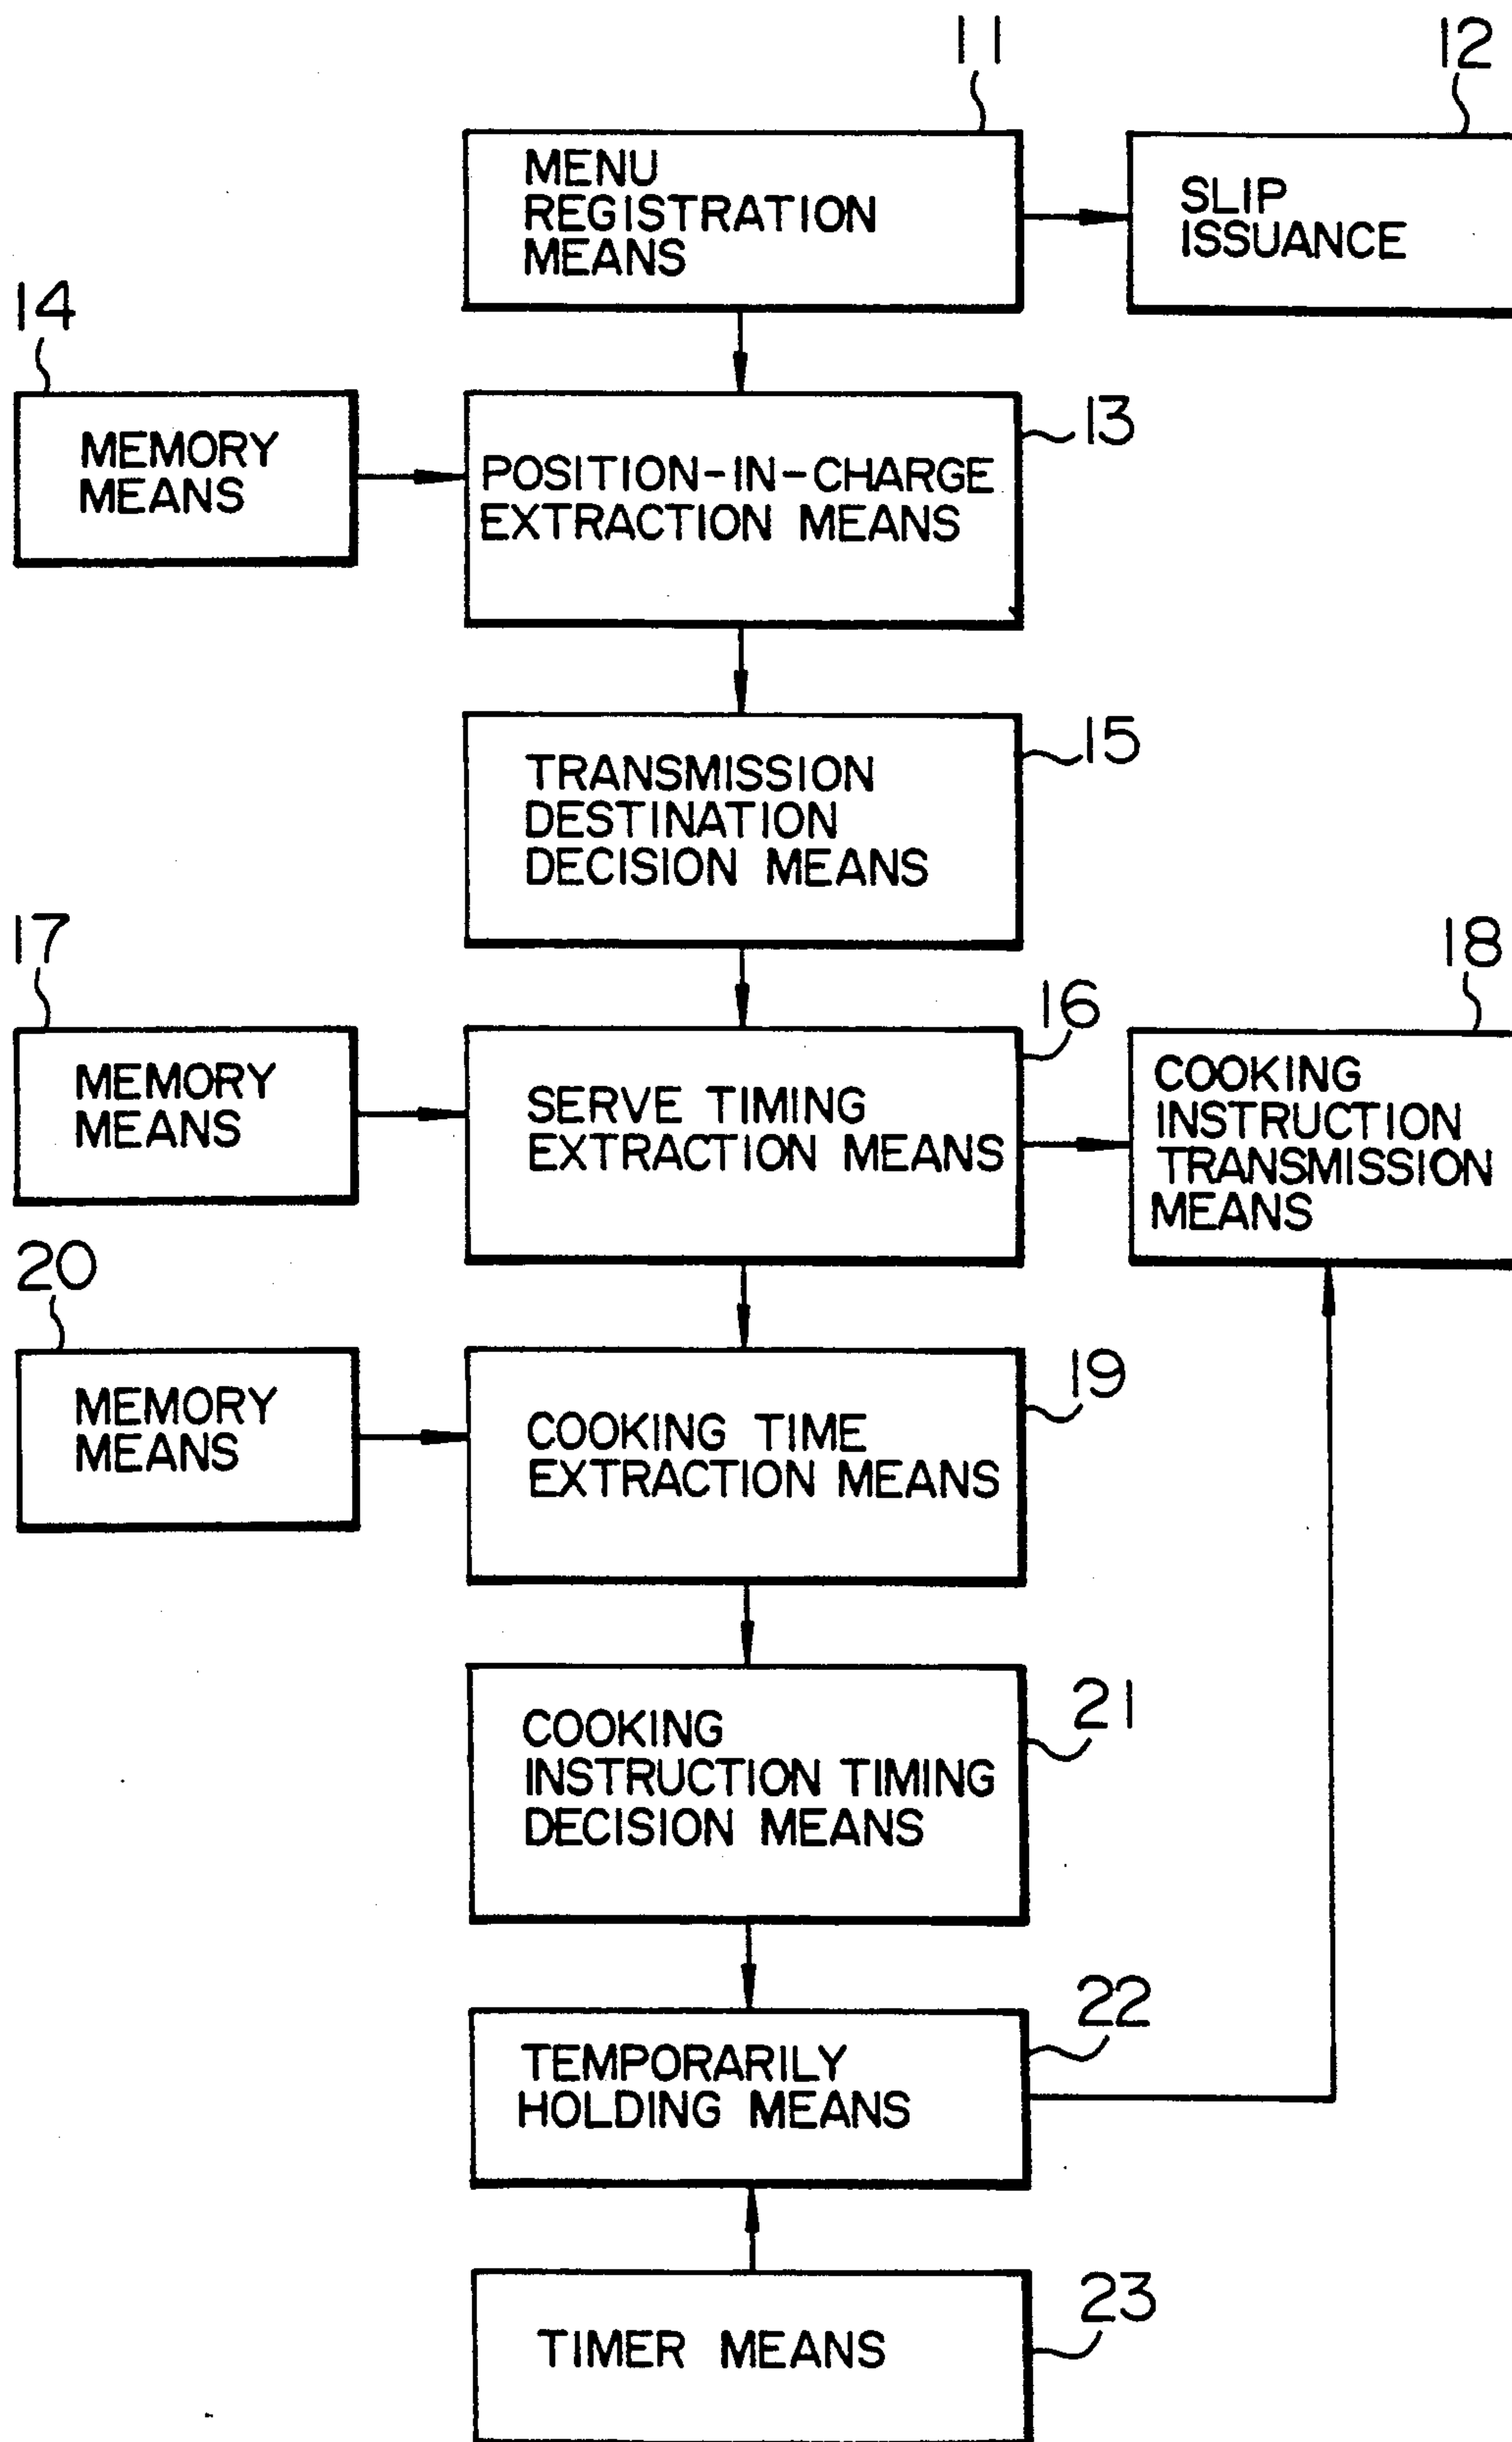 11
12
MENU
REGISTRATION
MEANS
SLIP
ISSUANCE
14
13
MEMORY
MEANS
POSITION-IN-CHARGE
EXTRACTION MEANS
15
TRANSMISSION
DESTINATION
DECISION MEANS
17
16
18
MEMORY
MEANS
SERVE TIMING
EXTRACTION MEANS
COOKING
INSTRUCTION
TRANSMISSION
MEANS
20
19
MEMORY
MEANS
COOKING TIME
EXTRACTION MEANS
21
COOKING
INSTRUCTION TIMING
DECISION MEANS
22
TEMPORARILY
HOLDING MEANS
23
TIMER MEANS